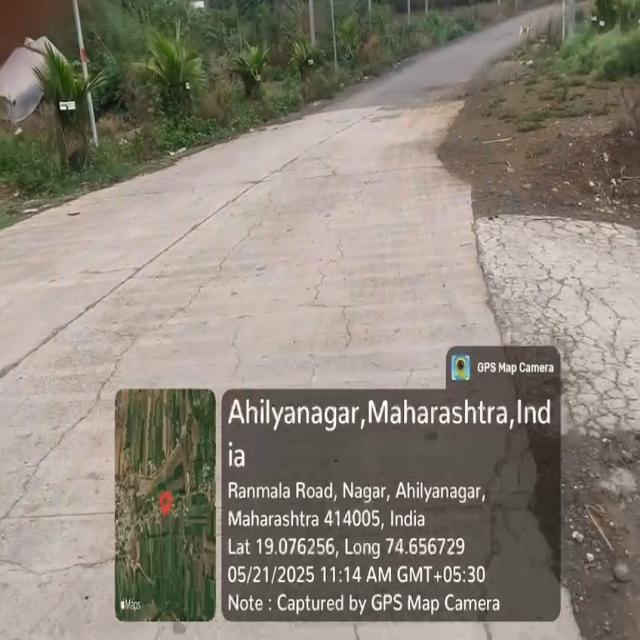 GPS Map Camera
Ahilyanagar,Maharashtra,Ind
ia
Ranmala Road, Nagar, Ahilyanagar,
Maharashtra 414005, India
Lat 19.076256, Long 74.656729
05/21/2025 11:14 AM GMT+05:30
Note : Captured by GPS Map Camera
Maps